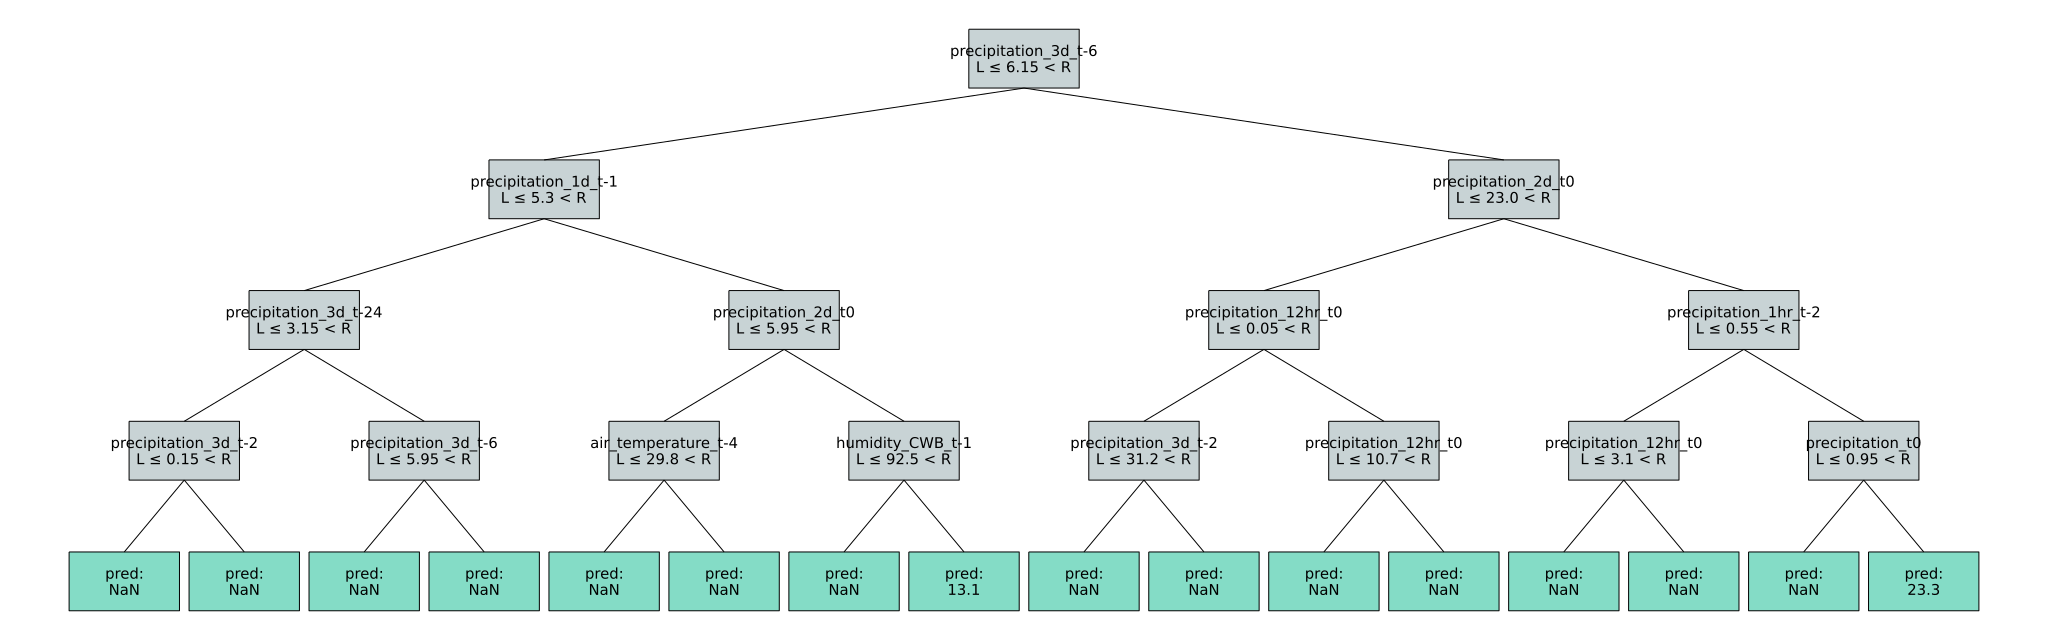 precipitation_3d_t-6
L ≤ 6.15 < R
precipitation_1d_t-1
L ≤ 5.3 < R
precipitation_2d_t0
L ≤ 23.0 < R
precipitation_3d_t-24
L ≤ 3.15 < R
precipitation_2d_t0
L ≤ 5.95 < R
precipitation_12hr_t0
L ≤ 0.05 < R
precipitation_1hr_t-2
L ≤ 0.55 < R
precipitation_3d_t-2
L ≤ 0.15 < R
precipitation_3d_t-6
L ≤ 5.95 < R
air_temperature_t-4
L ≤ 29.8 < R
humidity_CWB_t-1
L ≤ 92.5 < R
precipitation_3d_t-2
L ≤ 31.2 < R
precipitation_12hr_t0
L ≤ 10.7 < R
precipitation_12hr_t0
L ≤ 3.1 < R
precipitation_t0
L ≤ 0.95 < R
pred:
NaN
pred:
NaN
pred:
NaN
pred:
NaN
pred:
NaN
pred:
NaN
pred:
NaN
pred:
13.1
pred:
NaN
pred:
NaN
pred:
NaN
pred:
NaN
pred:
NaN
pred:
NaN
pred:
NaN
pred:
23.3